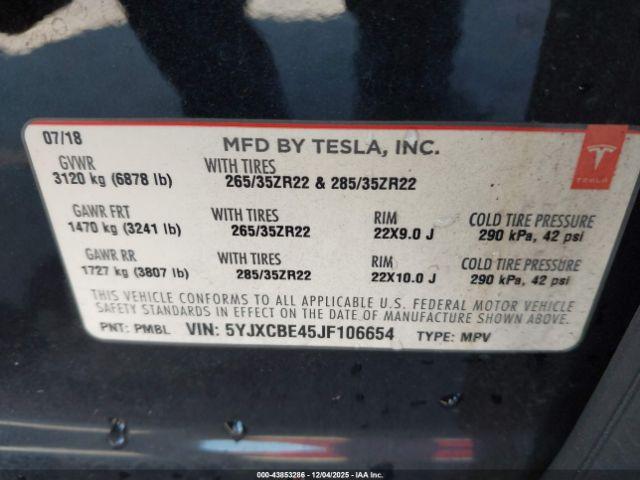 07/18
MFD BY TESLA, INC.
GVWR WITH TIRES
3120 kg (6878 lb) 265/35ZR22 & 285/35ZR22
TESLA
GAWR FRT WITH TIRES RIM COLD TIRE PRESSURE
1470 kg (3241 lb) 265/35ZR22 22X9.0 J 290 kPa, 42 psi
GAWR RR WITH TIRES RIM COLD TIRE PRESSURE
1727 kg (3807 lb) 285/35ZR22 22X10.0 J 290 kPa, 42 psi
THIS VEHICLE CONFORMS TO ALL APPLICABLE U.S. FEDERAL MOTOR VEHICLE
SAFETY STANDARDS IN EFFECT ON THE DATE OF MANUFACTURE SHOWN ABOVE.
PNT: PMBL VIN: 5YJXCBE45JF106654 TYPE: MPV
000-43853286 - 12/04/2025 - IAAI.COM